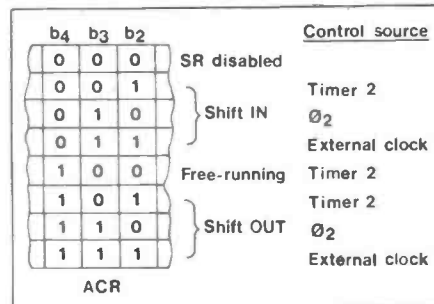 b4 b3 b2 Control source
0 0 0 SR disabled
0 0 1 Timer 2
0 1 0 Shift IN Ø2
0 1 1 External clock
1 0 0 Free-running Timer 2
1 0 1 Timer 2
1 1 0 Shift OUT Ø2
1 1 1 External clock
ACR